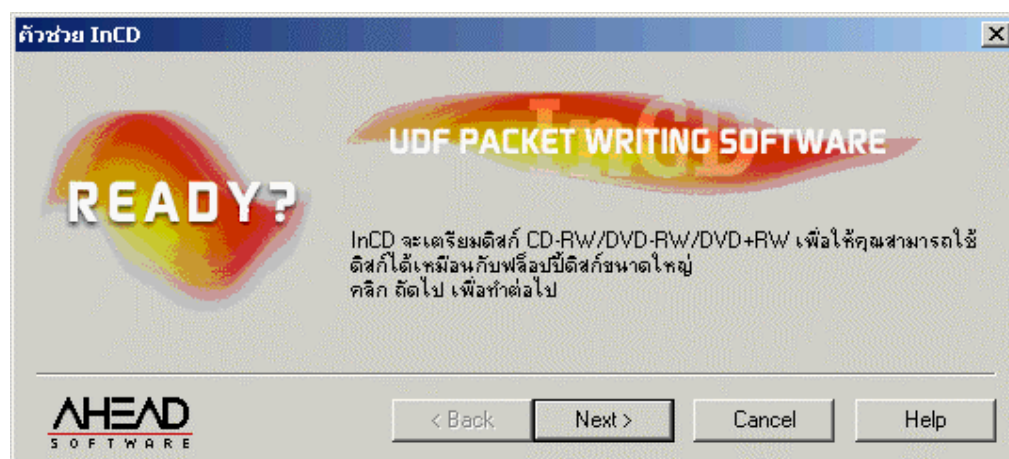 ตัวช่วย InCD
InCD
UDF PACKET WRITING SOFTWARE
READY?
InCD จะเตรียมดิสก์ CD-RW/DVD-RW/DVD+RW เพื่อให้คุณสามารถใช้
ดิสก์ได้เหมือนกับฟล็อปปี้ดิสก์ขนาดใหญ่
คลิก ถัดไป เพื่อทำต่อไป
AHEAD
SOFTWARE
< Back
Next >
Cancel
Help